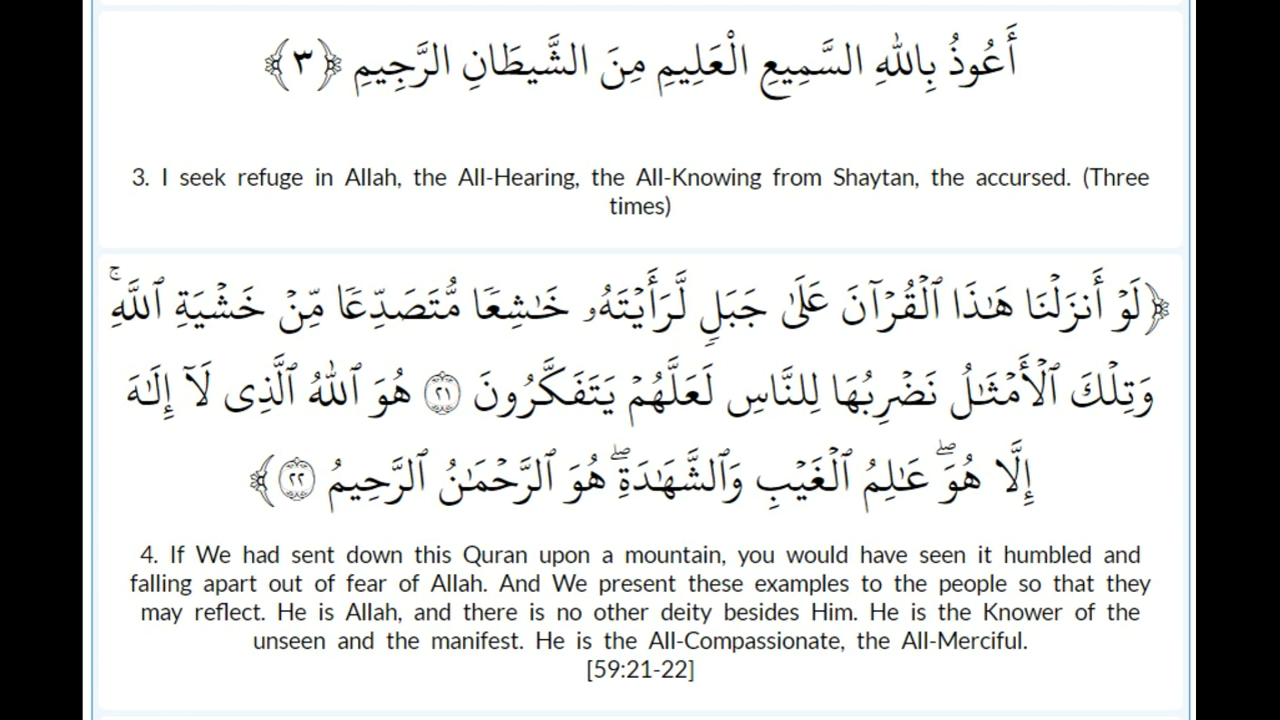 أَعُوذُ بِاللهِ السَّمِيعِ الْعَلِيمِ مِنَ الشَّيطَانِ الرَّجِيمِ ﴿٣﴾
3. I seek refuge in Allah, the All-Hearing, the All-Knowing from Shaytan, the accursed. (Three
times)
﴿لَوۡ أَنزَلۡنَا هَـٰذَا ٱلۡقُرۡآنَ عَلَىٰ جَبَلٍ لَّرَأَيۡتَهُۥ خَـٰشِعًا مُّتَصَدِّعًا مِّنۡ خَشۡيَةِ ٱللَّهِۚ
وَتِلۡكَ ٱلۡأَمۡثَـٰلُ نَضۡرِبُهَا لِلنَّاسِ لَعَلَّهُمۡ يَتَفَكَّرُونَ ٢١ هُوَ ٱللهُ ٱلَّذِى لَآ إِلَـٰهَ
إِلَّا هُوَۖ عَـٰلِمُ ٱلۡغَيۡبِ وَٱلشَّهَـٰدَةِۖ هُوَ ٱلرَّحۡمَـٰنُ ٱلرَّحِيمُ ٢٢﴾
4. If We had sent down this Quran upon a mountain, you would have seen it humbled and
falling apart out of fear of Allah. And We present these examples to the people so that they
may reflect. He is Allah, and there is no other deity besides Him. He is the Knower of the
unseen and the manifest. He is the All-Compassionate, the All-Merciful.
[59:21-22]